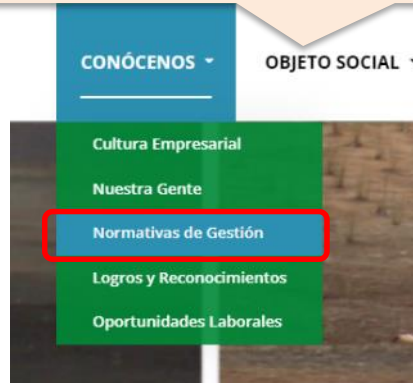 CONÓCENOS OBJETO SOCIAL
Cultura Empresarial
Nuestra Gente
Normativas de Gestión
Logros y Reconocimientos
Oportunidades Laborales